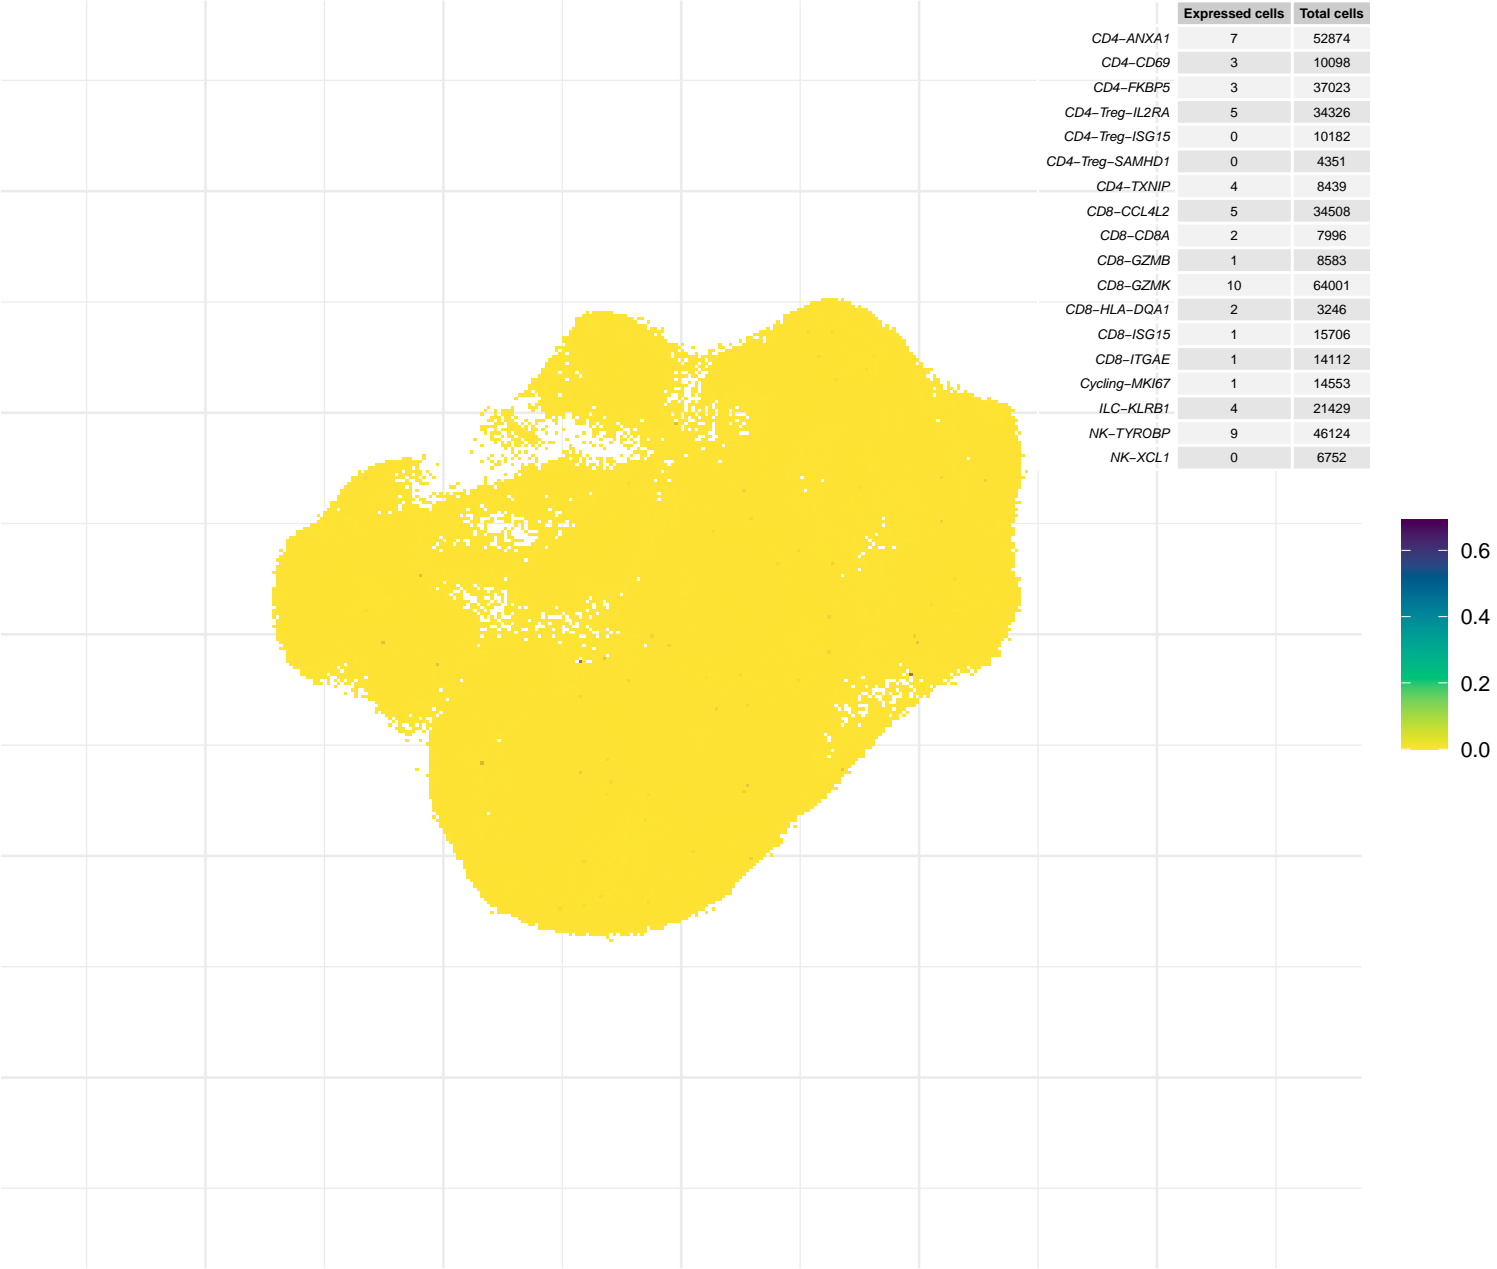 Expressed cells Total cells
CD4−ANXA1 7 52874
CD4−CD69 3 10098
CD4−FKBP5 3 37023
CD4−Treg−IL2RA 5 34326
CD4−Treg−ISG15 0 10182
CD4−Treg−SAMHD1 0 4351
CD4−TXNIP 4 8439
CD8−CCL4L2 5 34508
CD8−CD8A 2 7996
CD8−GZMB 1 8583
CD8−GZMK 10 64001
CD8−HLA−DQA1 2 3246
CD8−ISG15 1 15706
CD8−ITGAE 1 14112
Cycling−MKI67 1 14553
ILC−KLRB1 4 21429
NK−TYROBP 9 46124
NK−XCL1 0 6752
0.6
0.4
0.2
0.0